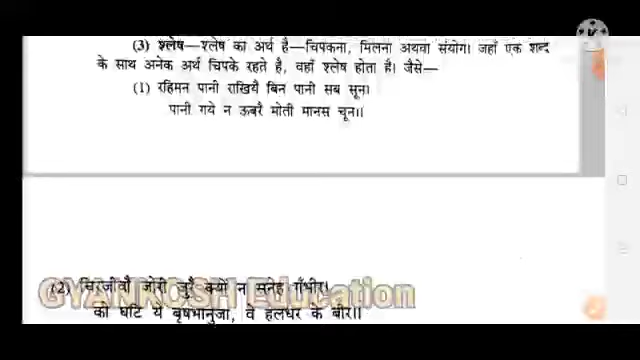 (3) श्लेष—श्लेष का अर्थ है—चिपकना, मिलना अथवा संयोग। जहाँ एक शब्द
के साथ अनेक अर्थ चिपके रहते है, वहाँ श्लेष होता है। जैसे—
(1) रहिमन पानी राखियै बिन पानी सब सून।
पानी गये न ऊबरै मोती मानस चून।।
GYANKOSH Education
(2) चिरजीवौ जोरी जुरै क्यों न सनेह गँभीर।
को घटि ये बृषभानुजा, वे हलधर के बीर।।